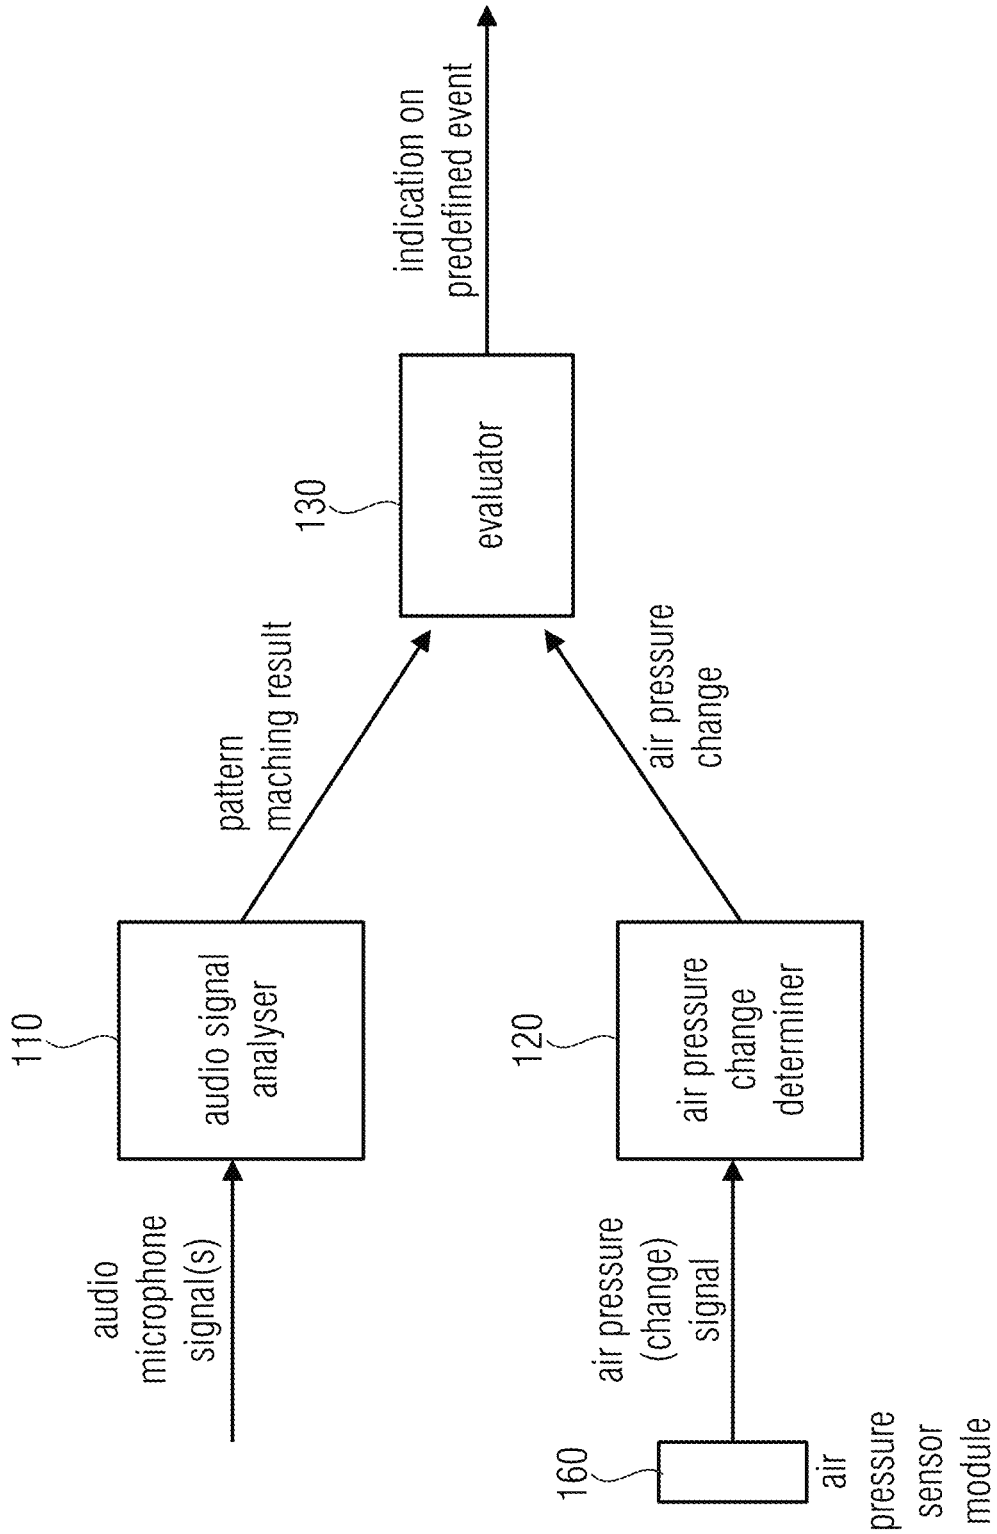 audio
microphone
signal(s)
110
audio signal
analyser
pattern
maching result
130
evaluator
indication on
predefined event
160
air
pressure
sensor
module
air pressure
(change)
signal
120
air pressure
change
determiner
air pressure
change